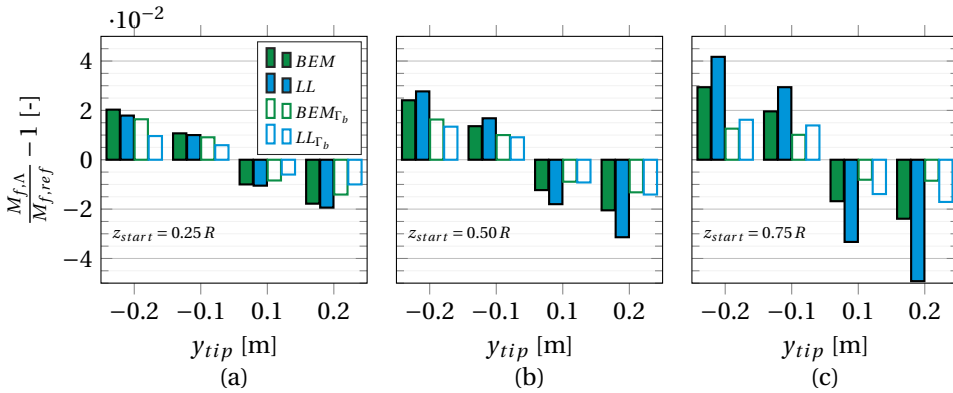 ·10⁻²
4
2
0
−2
−4
M_{f,Λ} / M_{f,ref} − 1 [-]
BEM
LL
BEM_{Γ_b}
LL_{Γ_b}
z_{start} = 0.25 R
−0.2 −0.1 0.1 0.2
y_{tip} [m]
(a)
z_{start} = 0.50 R
−0.2 −0.1 0.1 0.2
y_{tip} [m]
(b)
z_{start} = 0.75 R
−0.2 −0.1 0.1 0.2
y_{tip} [m]
(c)